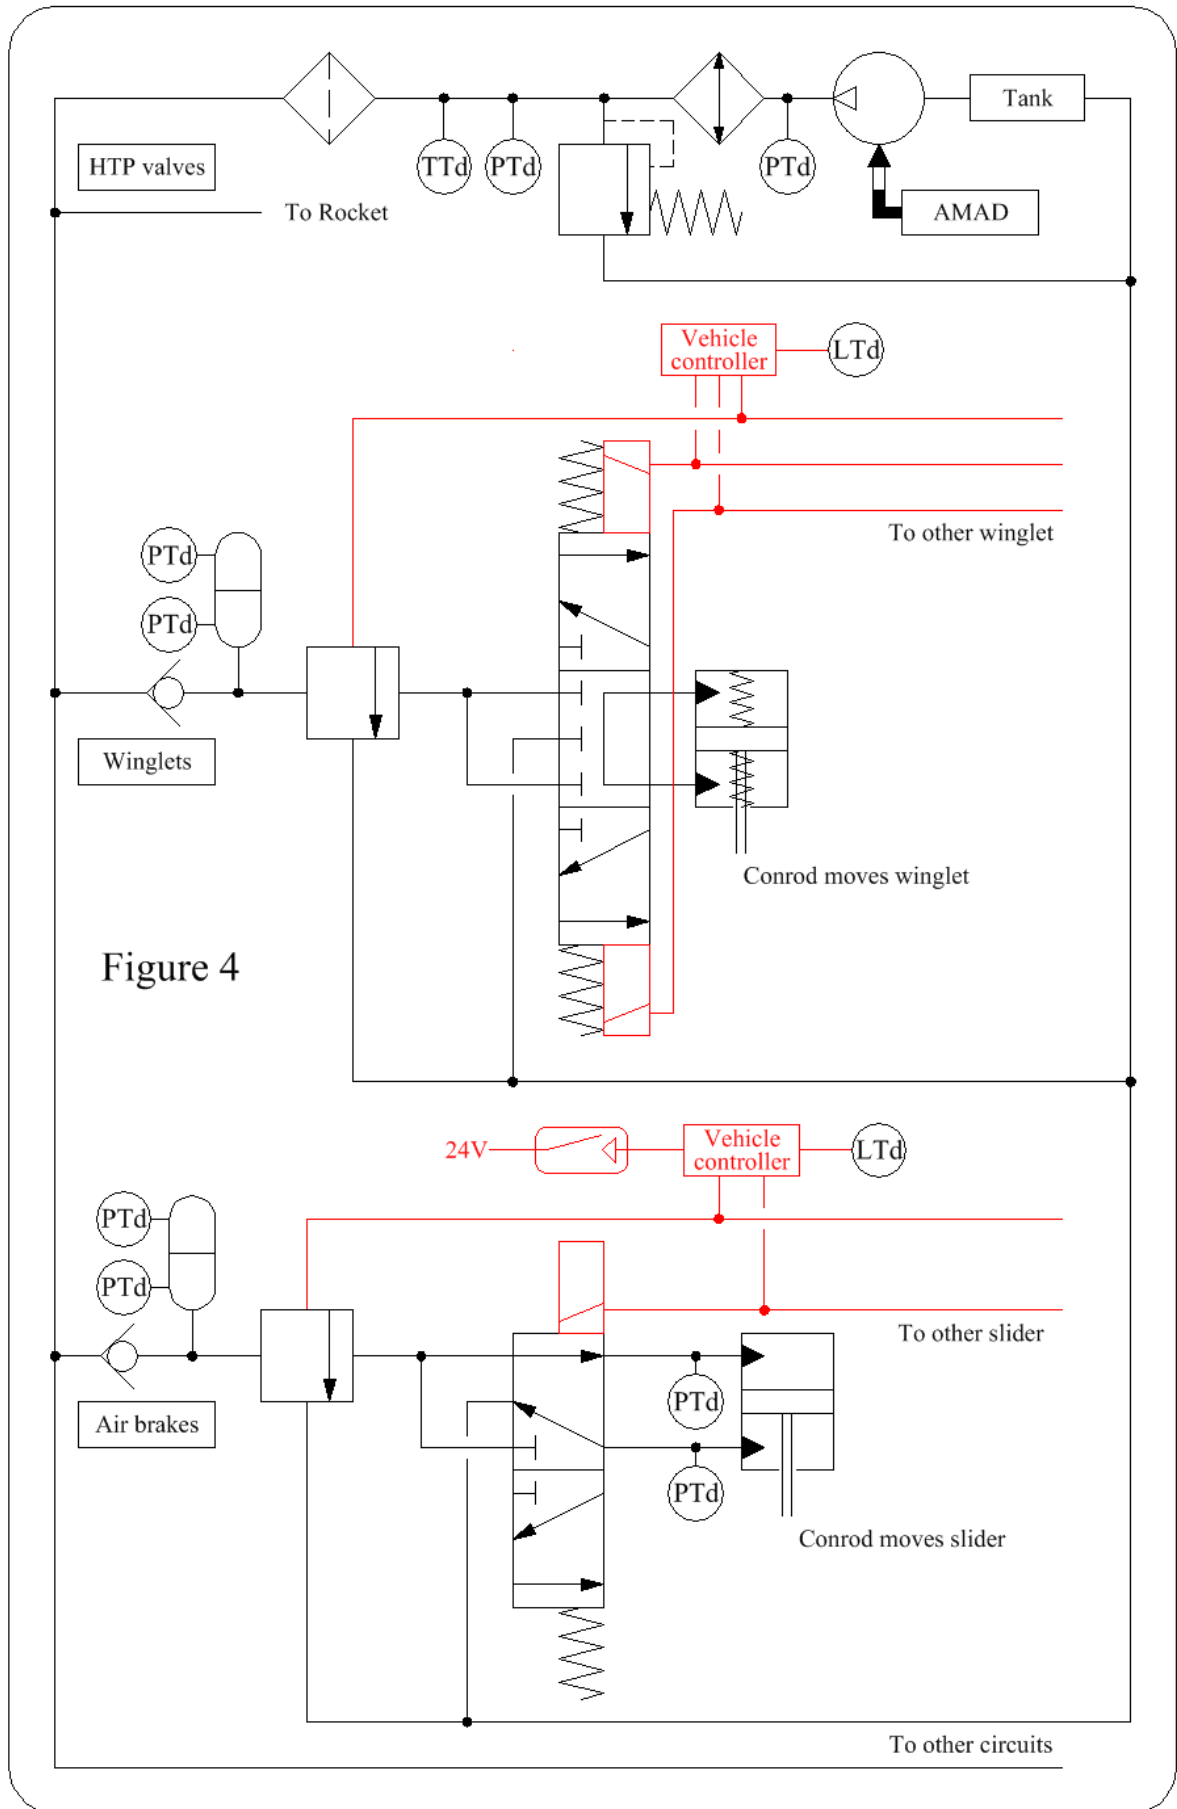 Tank
HTP valves
TTd
PTd
PTd
To Rocket
AMAD
Vehicle
controller
LTd
To other winglet
PTd
PTd
Winglets
Conrod moves winglet
Figure 4
24V
Vehicle
controller
LTd
PTd
PTd
To other slider
PTd
Air brakes
PTd
Conrod moves slider
To other circuits